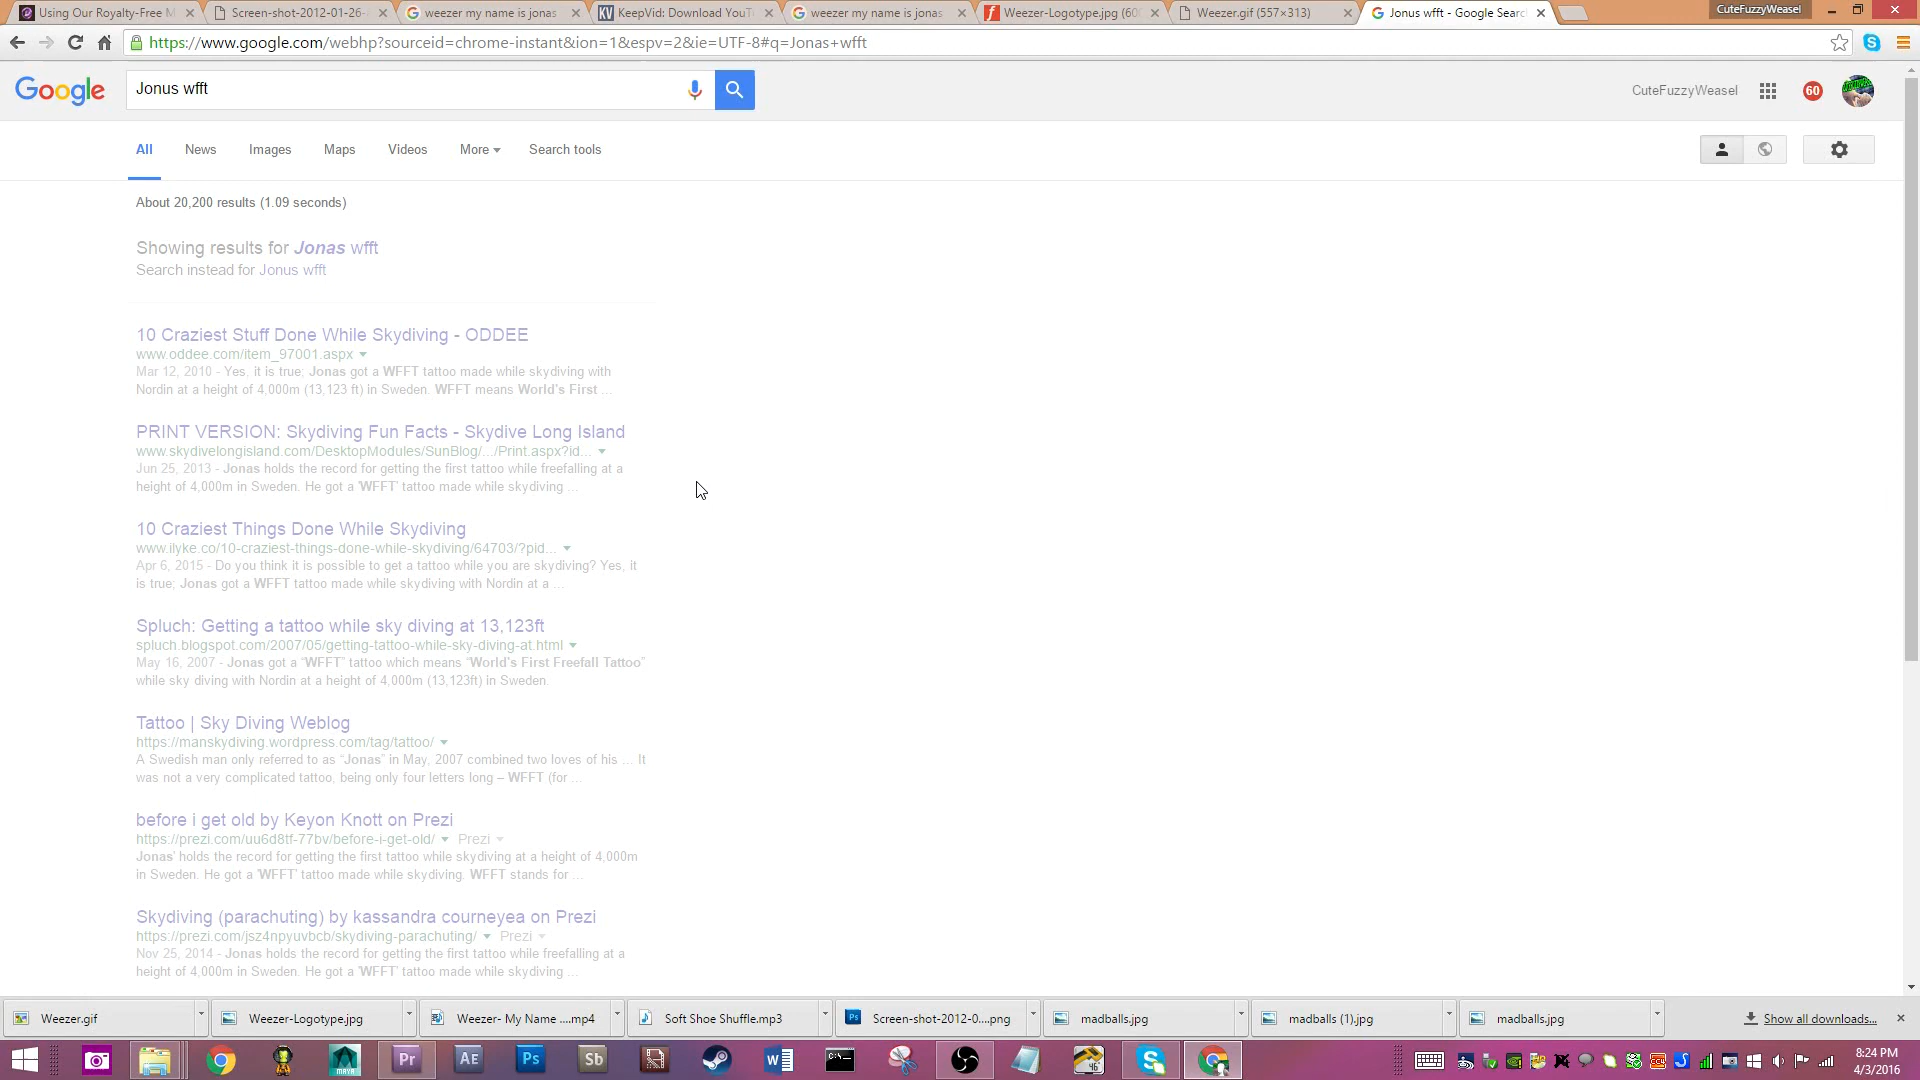 Using Our Royalty-Free M
Screen-shot-2012-01-26-
weezer my name is jonas
KeepVid: Download YouT
weezer my name is jonas
Weezer-Logotype.jpg (60
Weezer.gif (557×313)
Jonus wfft - Google Searc
CuteFuzzyWeasel
https://www.google.com/webhp?sourceid=chrome-instant&ion=1&espv=2&ie=UTF-8#q=Jonas+wfft
Google
Jonus wfft
CuteFuzzyWeasel
60
All
News
Images
Maps
Videos
More
Search tools
About 20,200 results (1.09 seconds)
Showing results for Jonas wfft
Search instead for Jonus wfft
10 Craziest Stuff Done While Skydiving - ODDEE
www.oddee.com/item_97001.aspx
Mar 12, 2010 - Yes, it is true; Jonas got a WFFT tattoo made while skydiving with
Nordin at a height of 4,000m (13,123 ft) in Sweden. WFFT means World's First ...
PRINT VERSION: Skydiving Fun Facts - Skydive Long Island
www.skydivelongisland.com/DesktopModules/SunBlog/.../Print.aspx?id...
Jun 25, 2013 - Jonas holds the record for getting the first tattoo while freefalling at a
height of 4,000m in Sweden. He got a 'WFFT' tattoo made while skydiving ...
10 Craziest Things Done While Skydiving
www.ilyke.co/10-craziest-things-done-while-skydiving/64703/?pid...
Apr 6, 2015 - Do you think it is possible to get a tattoo while you are skydiving? Yes, it
is true; Jonas got a WFFT tattoo made while skydiving with Nordin at a ...
Spluch: Getting a tattoo while sky diving at 13,123ft
spluch.blogspot.com/2007/05/getting-tattoo-while-sky-diving-at.html
May 16, 2007 - Jonas got a “WFFT” tattoo which means “World's First Freefall Tattoo”
while sky diving with Nordin at a height of 4,000m (13,123ft) in Sweden.
Tattoo | Sky Diving Weblog
https://manskydiving.wordpress.com/tag/tattoo/
A Swedish man only referred to as “Jonas” in May, 2007 combined two loves of his ... It
was not a very complicated tattoo, being only four letters long – WFFT (for ...
before i get old by Keyon Knott on Prezi
https://prezi.com/uu6d8tf-77bv/before-i-get-old/ Prezi
Jonas' holds the record for getting the first tattoo while skydiving at a height of 4,000m
in Sweden. He got a 'WFFT' tattoo made while skydiving. WFFT stands for ...
Skydiving (parachuting) by kassandra courneyea on Prezi
https://prezi.com/jsz4npyuvbcb/skydiving-parachuting/ Prezi
Nov 25, 2014 - Jonas holds the record for getting the first tattoo while freefalling at a
height of 4,000m in Sweden. He got a 'WFFT' tattoo made while skydiving ...
Weezer.gif
Weezer-Logotype.jpg
Weezer- My Name ....mp4
Soft Shoe Shuffle.mp3
Screen-shot-2012-0....png
madballs.jpg
madballs (1).jpg
madballs.jpg
Show all downloads...
MAYA
Pr
AE
Ps
Sb
8:24 PM
4/3/2016